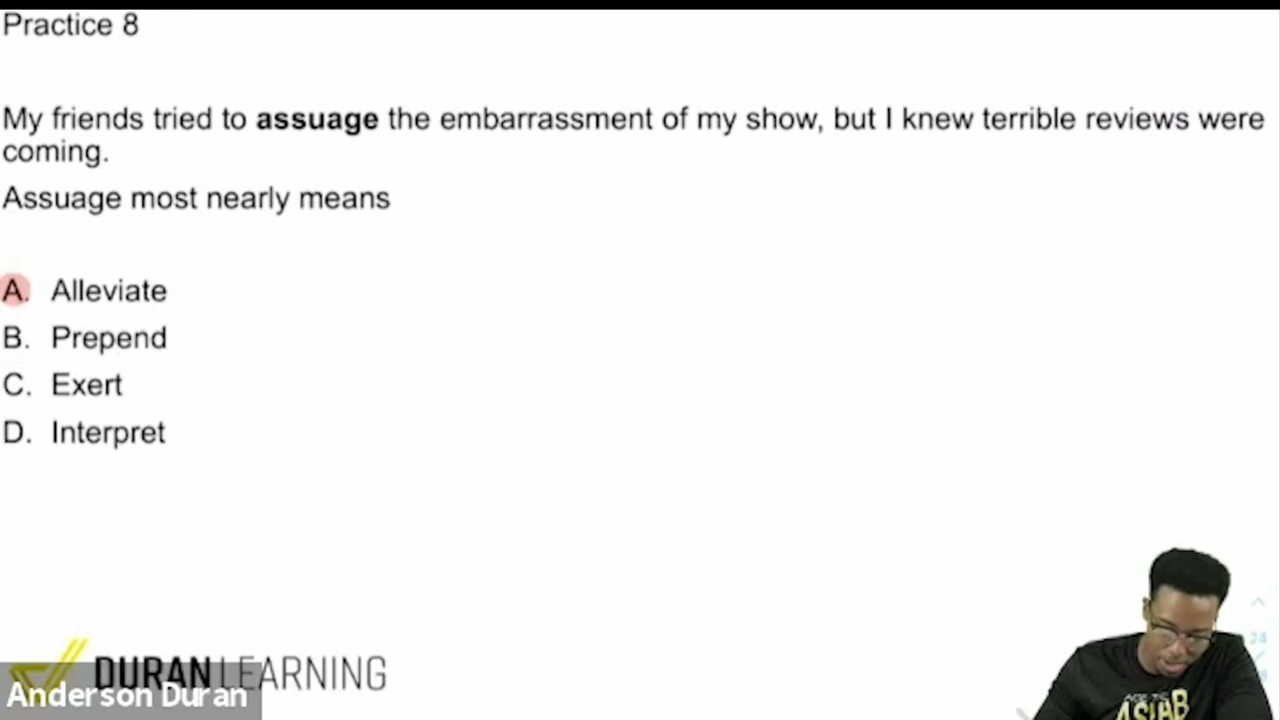 Practice 8
My friends tried to assuage the embarrassment of my show, but I knew terrible reviews were
coming.
Assuage most nearly means
A. Alleviate
B. Prepend
C. Exert
D. Interpret
DURAN LEARNING
Anderson Duran
24